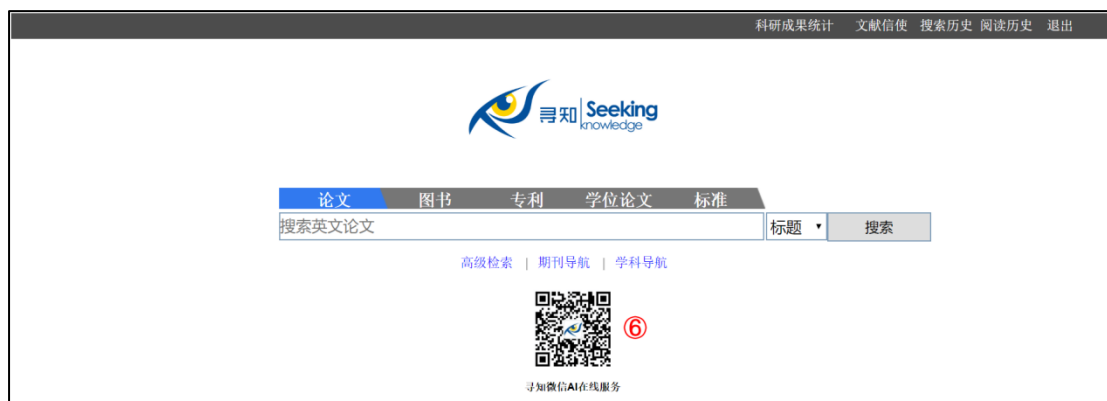 科研成果统计 文献信使 搜索历史 阅读历史 退出
寻知 Seeking
knowledge
论文 图书 专利 学位论文 标准
搜索英文论文 标题 搜索
高级检索 | 期刊导航 | 学科导航
⑥
寻知微信AI在线服务